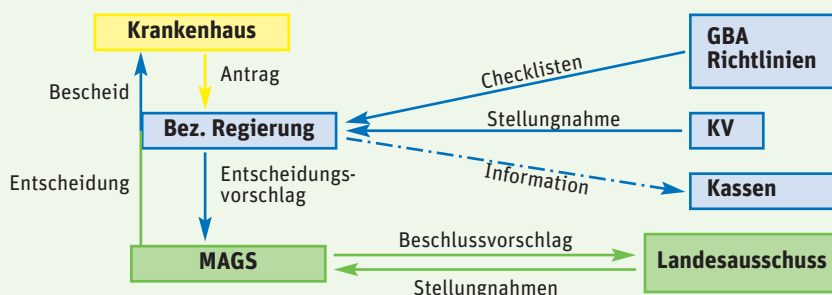 Krankenhaus
GBA
Richtlinien
Antrag
Checklisten
Bescheid
Bez. Regierung
Stellungnahme
KV
Entscheidung
Entscheidungs-
vorschlag
Information
Kassen
MAGS
Beschlussvorschlag
Landesausschuss
Stellungnahmen